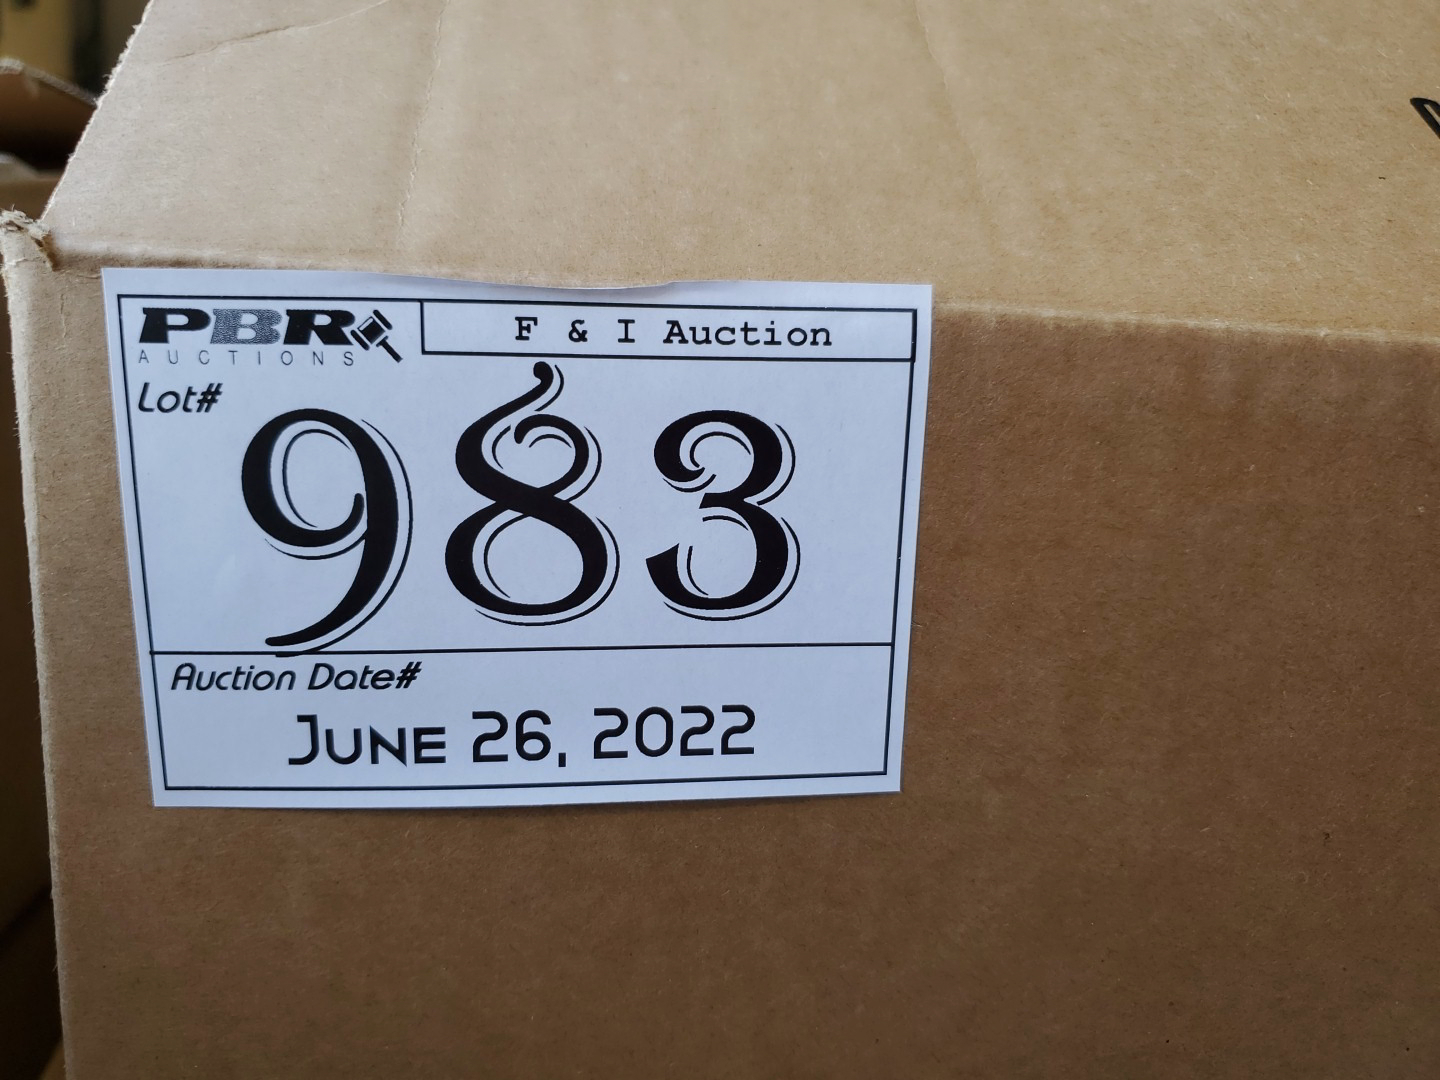 PBR
AUCTIONS
F & I Auction
Lot#
983
Auction Date#
June 26, 2022